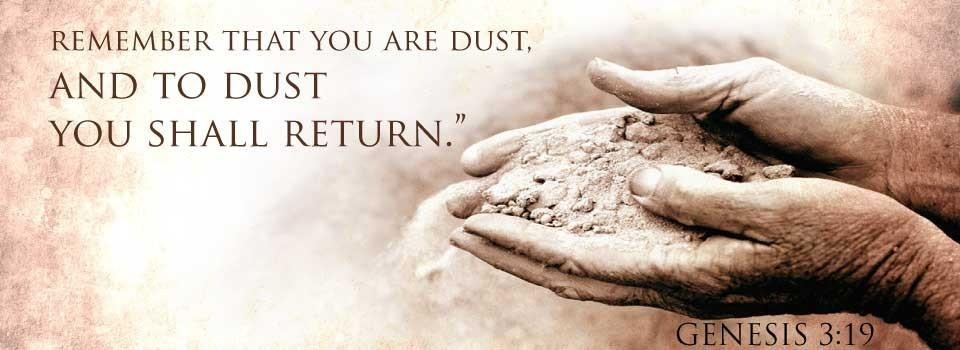 REMEMBER THAT YOU ARE DUST,
AND TO DUST
YOU SHALL RETURN.”
GENESIS 3:19